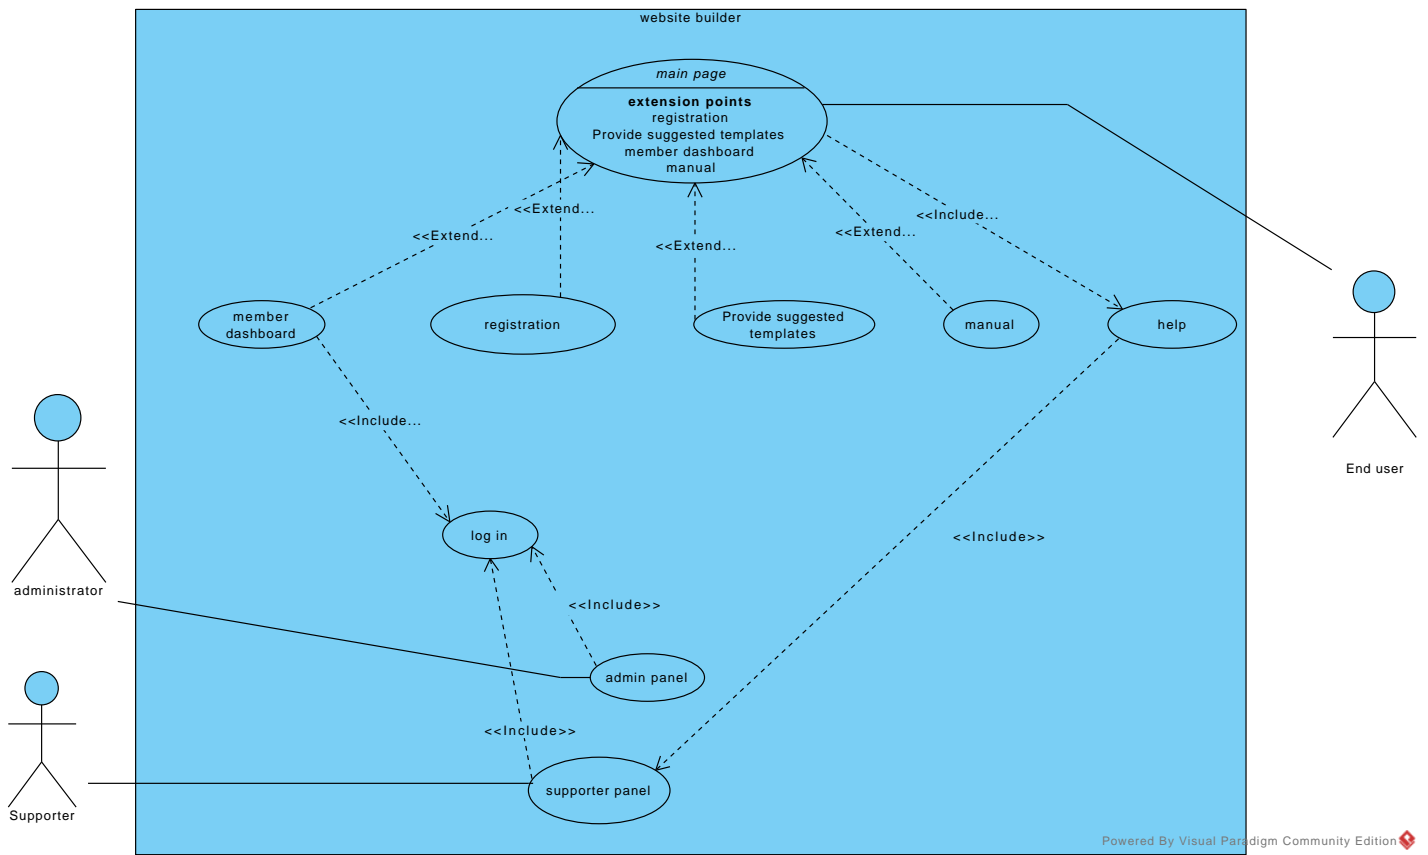 website builder
main page
extension points
registration
Provide suggested templates
member dashboard
manual
<<Extend...
<<Include...
<<Extend...
<<Extend...
<<Extend...
member
dashboard
registration
Provide suggested
templates
manual
help
<<Include...
End user
log in
<<Include>>
administrator
<<Include>>
admin panel
<<Include>>
supporter panel
Supporter
Powered By Visual Paradigm Community Edition